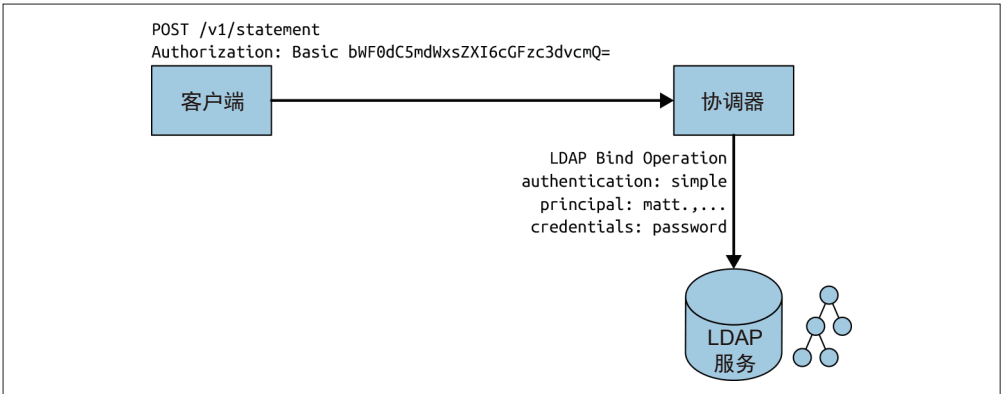 POST /v1/statement
Authorization: Basic bWF0dC5mdWxsZXI6cGFzc3dvcmQ=
客户端
协调器
LDAP Bind Operation
authentication: simple
principal: matt.,...
credentials: password
LDAP
服务